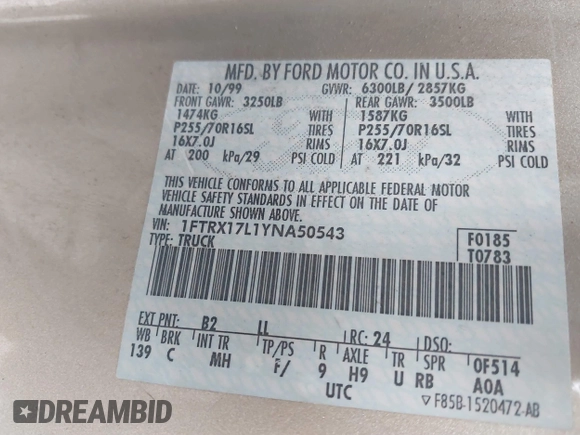 MFD. BY FORD MOTOR CO. IN U.S.A.
DATE: 10/99 GVWR: 6300LB/ 2857KG
FRONT GAWR: 3250LB REAR GAWR: 3500LB
1474KG WITH 1587KG WITH
P255/70R16SL TIRES P255/70R16SL TIRES
16X7.0J RIMS 16X7.0J RIMS
AT 200 kPa/29 PSI COLD AT 221 kPa/32 PSI COLD
THIS VEHICLE CONFORMS TO ALL APPLICABLE FEDERAL MOTOR
VEHICLE SAFETY STANDARDS IN EFFECT ON THE DATE OF
MANUFACTURE SHOWN ABOVE.
VIN: 1FTRX17L1YNA50543 F0185
TYPE: TRUCK T0783
EXT PNT: B2 LL RC: 24 DSO:
WB BRK INT TR TP/PS R AXLE TR SPR 0F514
139 C MH F/ 9 H9 U RB A0A
UTC ▽ F85B-1520472-AB
DREAMBID